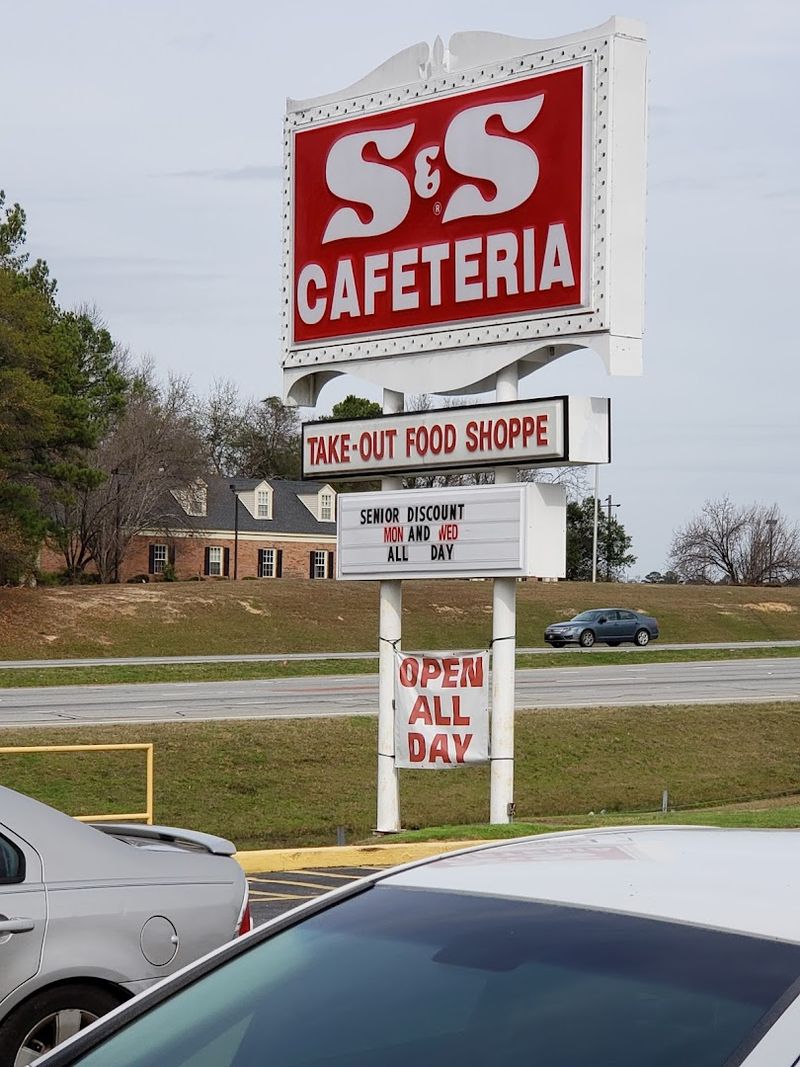 S&S
®
CAFETERIA
TAKE-OUT FOOD SHOPPE
SENIOR DISCOUNT
MON AND WED
ALL DAY
OPEN
ALL
DAY